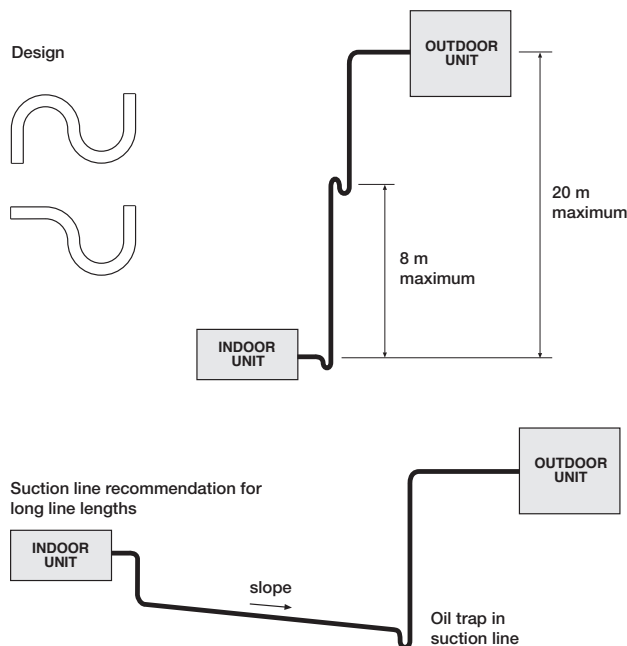 Design
OUTDOOR
UNIT
20 m
maximum
8 m
maximum
INDOOR
UNIT
Suction line recommendation for
long line lengths
OUTDOOR
UNIT
INDOOR
UNIT
slope
Oil trap in
suction line